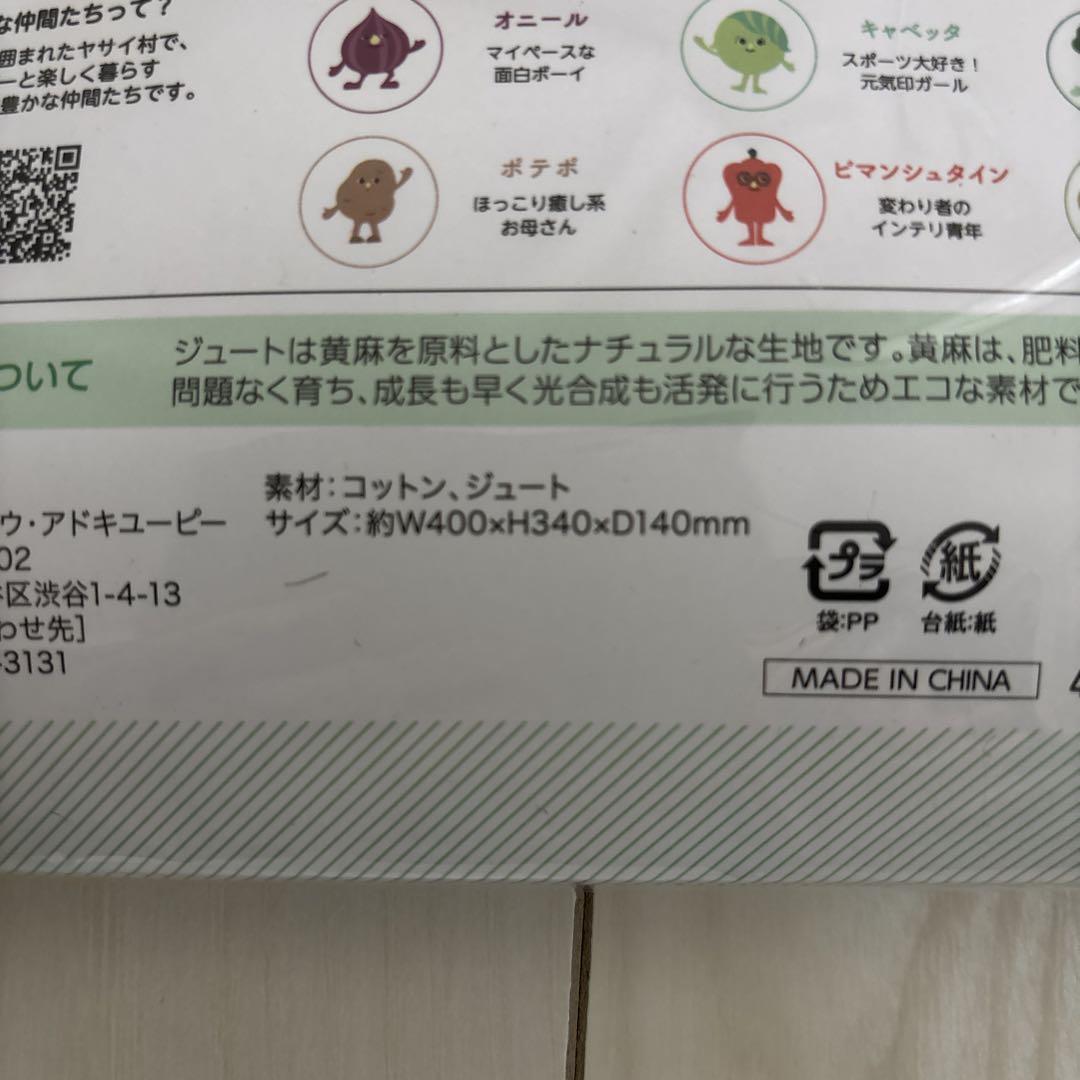 な仲間たちって?
囲まれたヤサイ村で、
ーと楽しく暮らす
豊かな仲間たちです。
オニール
マイペースな
面白ボーイ
キャベッタ
スポーツ大好き!
元気印ガール
ポテポ
ほっこり癒し系
お母さん
ピマンシュタイン
変わり者の
インテリ青年
ついて
ジュートは黄麻を原料としたナチュラルな生地です。黄麻は、肥料
問題なく育ち、成長も早く光合成も活発に行うためエコな素材で
素材:コットン、ジュート
サイズ:約W400×H340×D140mm
ウ・アドキユーピー
02
区渋谷1-4-13
わせ先]
-3131
プラ
袋:PP
紙
台紙:紙
MADE IN CHINA